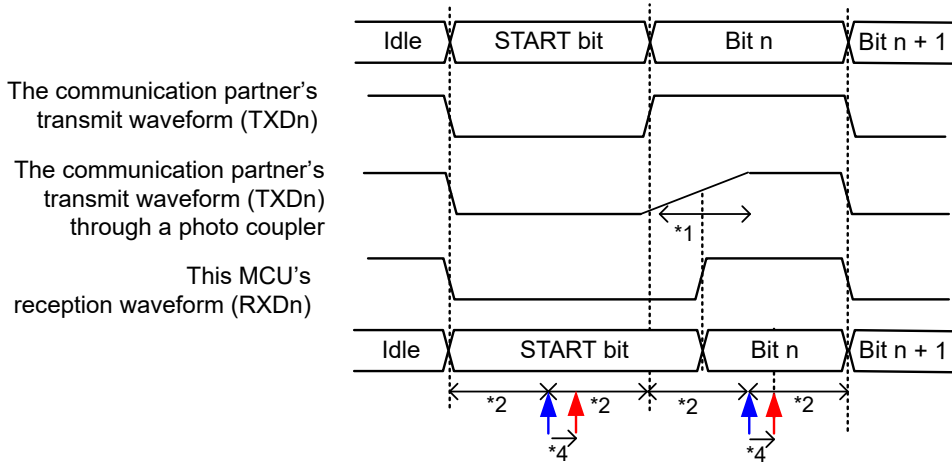 Idle START bit Bit n Bit n + 1
The communication partner's
transmit waveform (TXDn)
The communication partner's
transmit waveform (TXDn)
through a photo coupler
*1
This MCU's
reception waveform (RXDn)
Idle START bit Bit n Bit n + 1
*2 *2 *2 *2
*4 *4